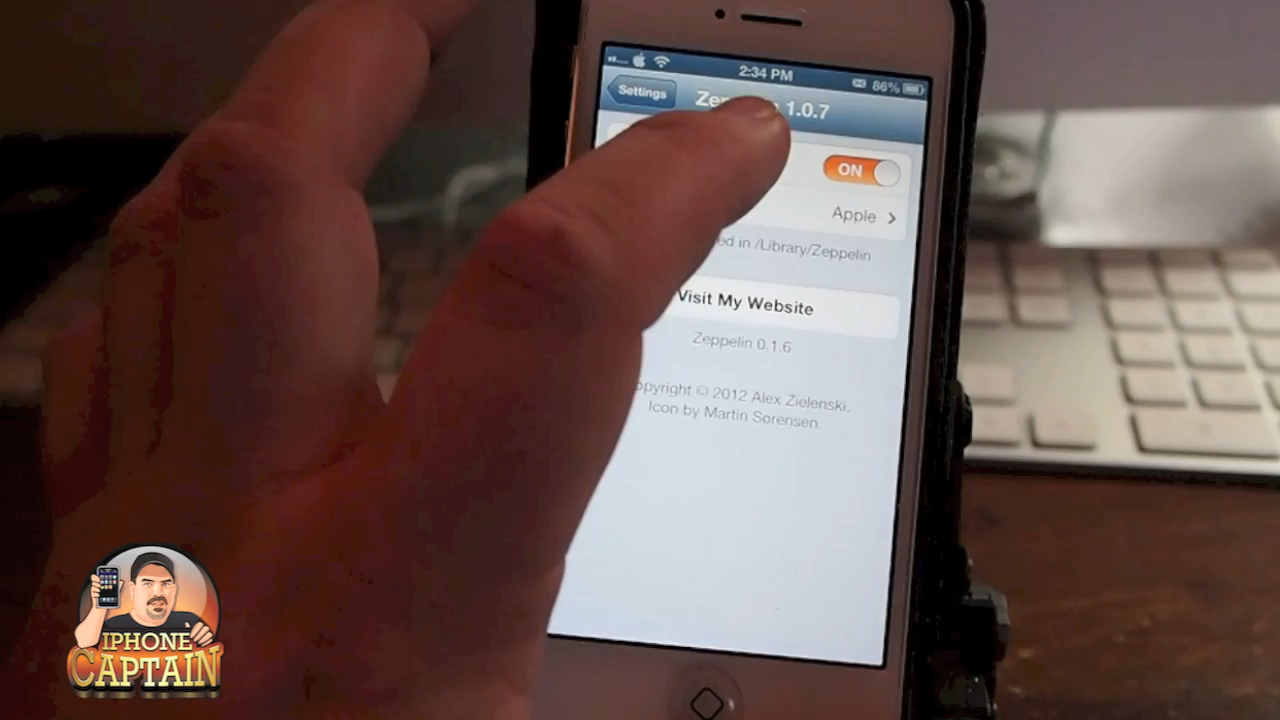 2:34 PM
86%
Settings
1.0.7
ON
Apple
in /Library/Zeppelin
Visit My Website
Zeppelin 0.1.6
© 2012 Alex Zielenski.
Icon by Martin Sorensen.
IPHONE
CAPTAIN